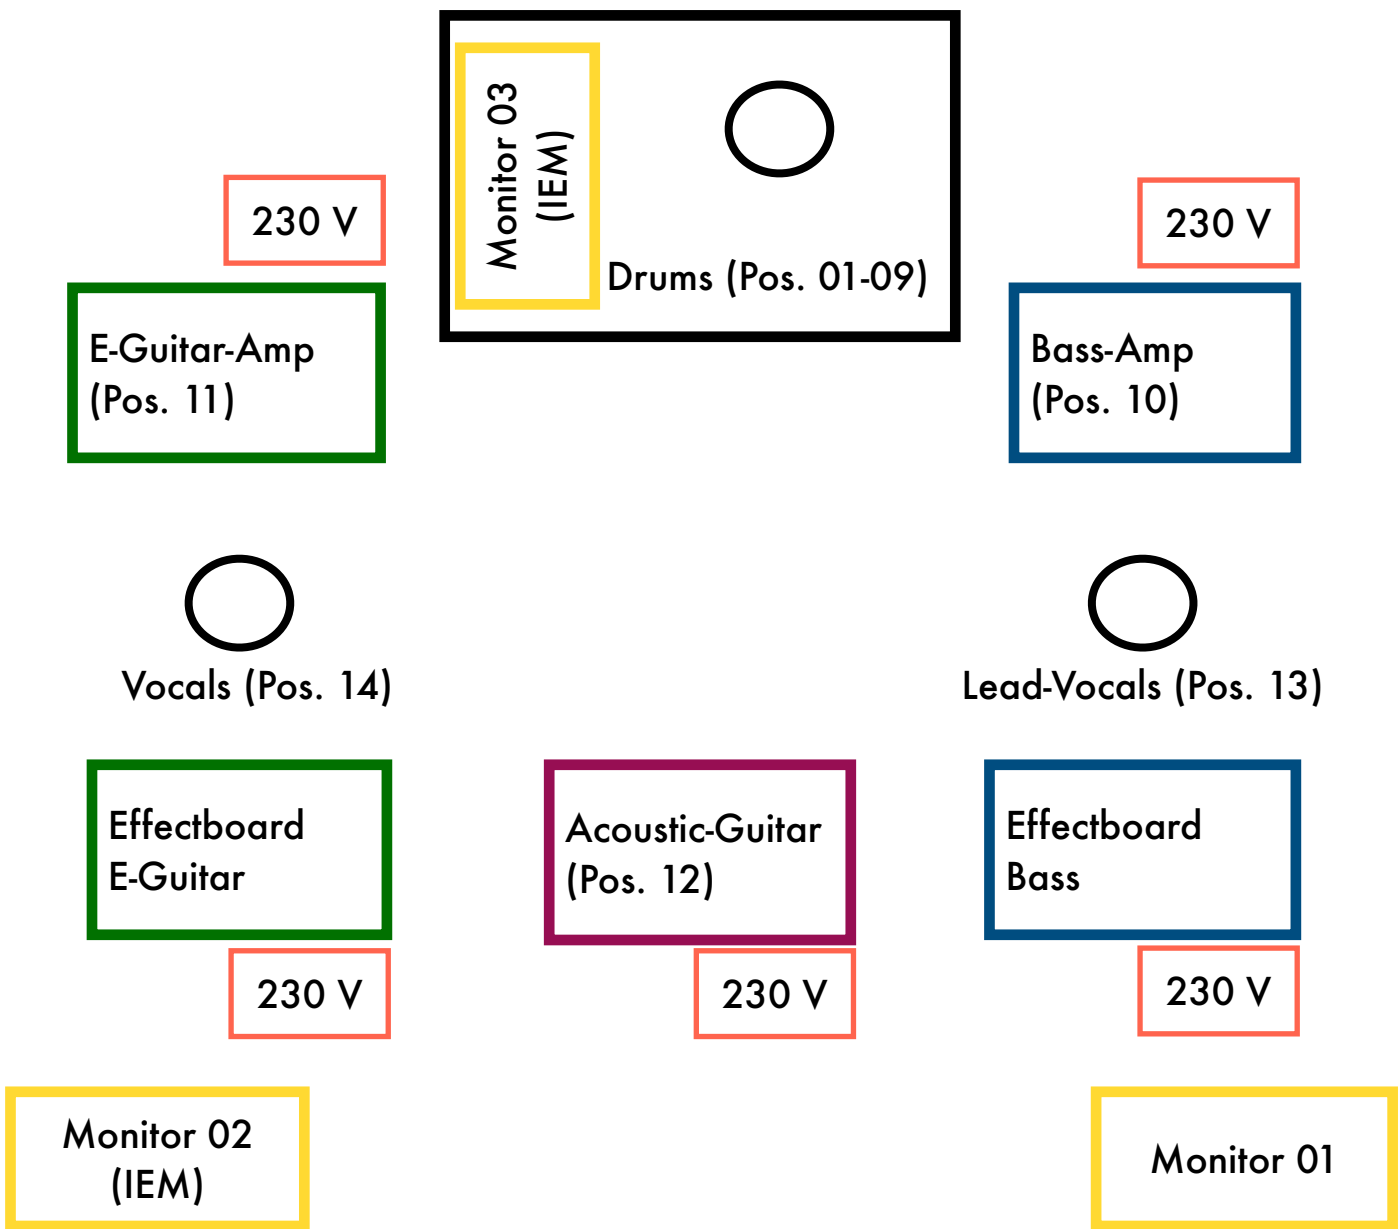 Monitor 03
(IEM)
Drums (Pos. 01-09)
230 V
230 V
E-Guitar-Amp
(Pos. 11)
Bass-Amp
(Pos. 10)
Vocals (Pos. 14)
Lead-Vocals (Pos. 13)
Effectboard
E-Guitar
Acoustic-Guitar
(Pos. 12)
Effectboard
Bass
230 V
230 V
230 V
Monitor 02
(IEM)
Monitor 01